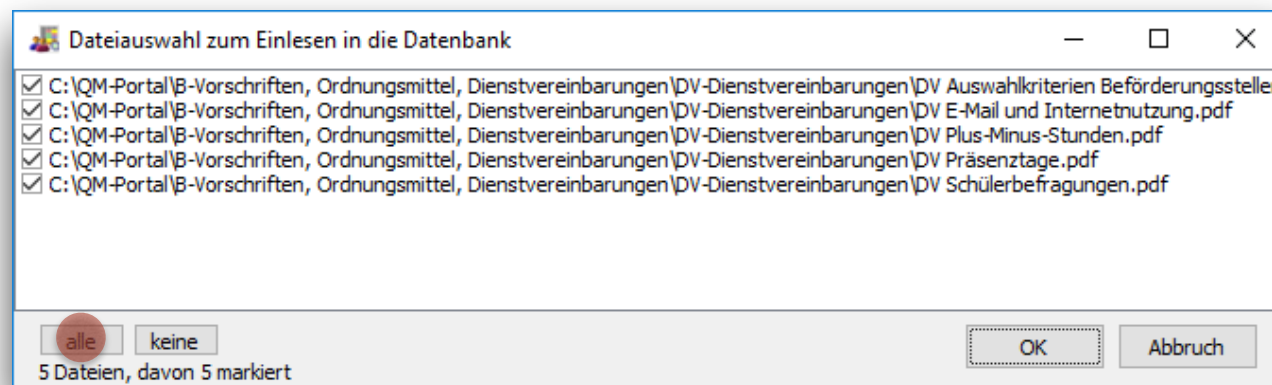 Dateiauswahl zum Einlesen in die Datenbank
C:\QM-Portal\B-Vorschriften, Ordnungsmittel, Dienstvereinbarungen\DV-Dienstvereinbarungen\DV Auswahlkriterien Beförderungsstelle
C:\QM-Portal\B-Vorschriften, Ordnungsmittel, Dienstvereinbarungen\DV-Dienstvereinbarungen\DV E-Mail und Internetnutzung.pdf
C:\QM-Portal\B-Vorschriften, Ordnungsmittel, Dienstvereinbarungen\DV-Dienstvereinbarungen\DV Plus-Minus-Stunden.pdf
C:\QM-Portal\B-Vorschriften, Ordnungsmittel, Dienstvereinbarungen\DV-Dienstvereinbarungen\DV Präsenztage.pdf
C:\QM-Portal\B-Vorschriften, Ordnungsmittel, Dienstvereinbarungen\DV-Dienstvereinbarungen\DV Schülerbefragungen.pdf
alle keine OK Abbruch
5 Dateien, davon 5 markiert